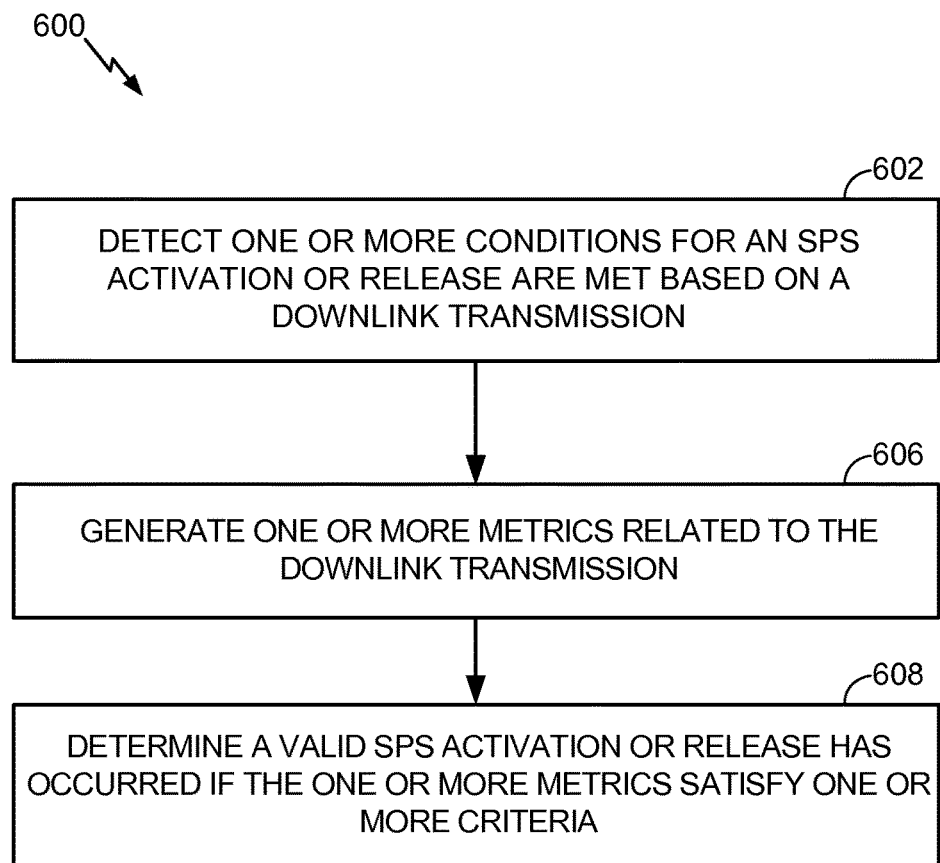 600
602
DETECT ONE OR MORE CONDITIONS FOR AN SPS
ACTIVATION OR RELEASE ARE MET BASED ON A
DOWNLINK TRANSMISSION
606
GENERATE ONE OR MORE METRICS RELATED TO THE
DOWNLINK TRANSMISSION
608
DETERMINE A VALID SPS ACTIVATION OR RELEASE HAS
OCCURRED IF THE ONE OR MORE METRICS SATISFY ONE OR
MORE CRITERIA